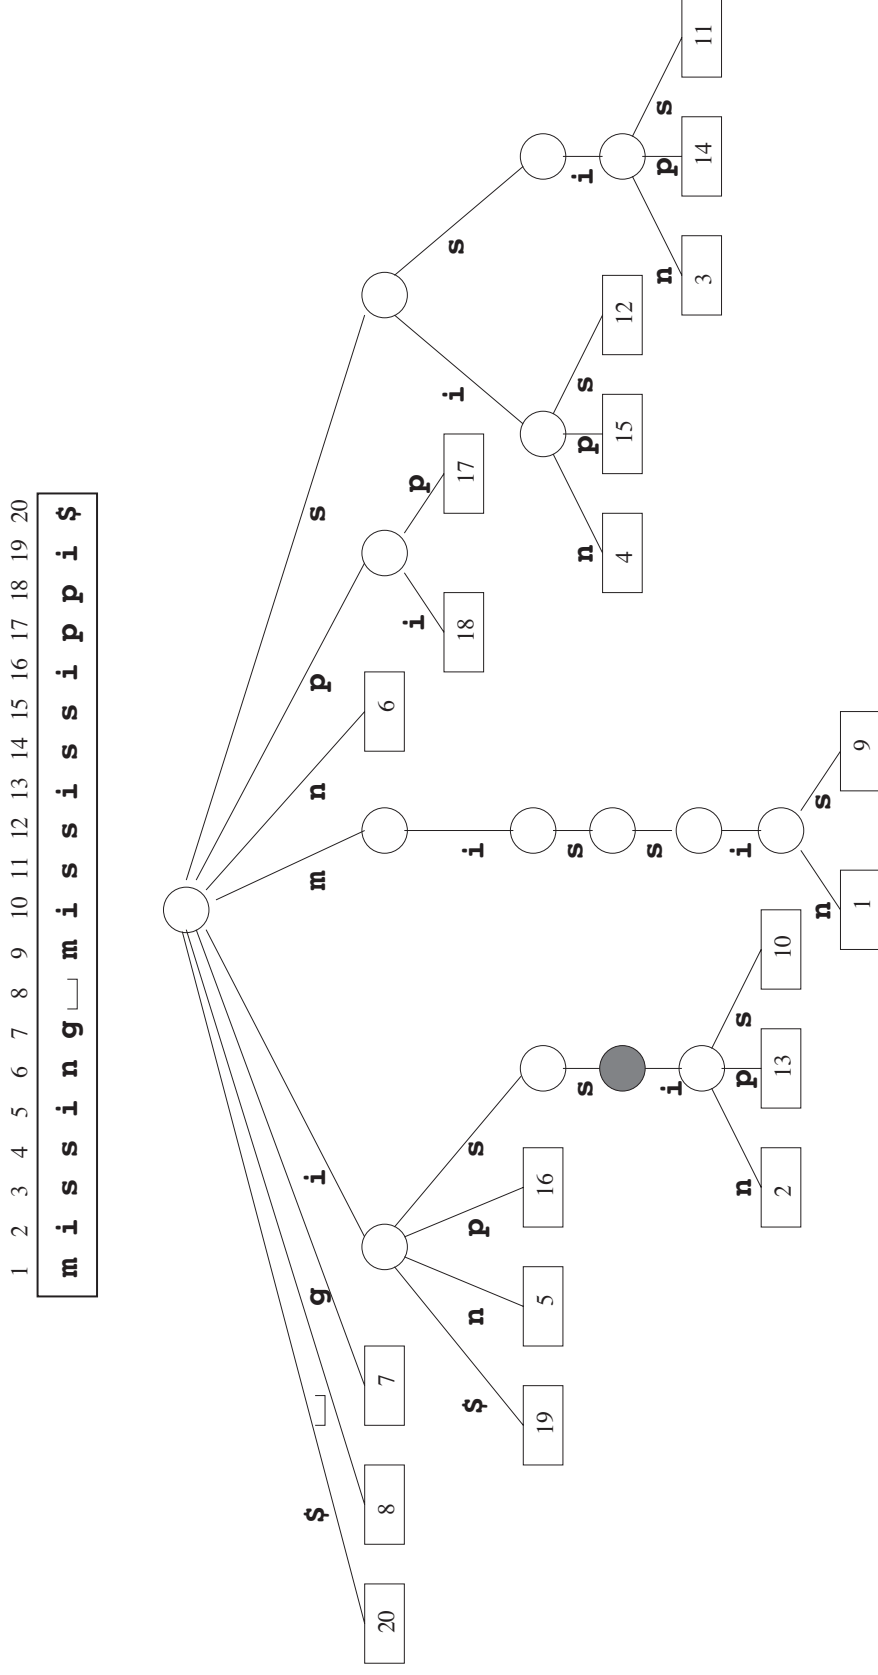 1 2 3 4 5 6 7 8 9 10 11 12 13 14 15 16 17 18 19 20
m i s s i n g ␣ m i s s i s s i p p i $
$ ␣ g i m n p s
20 8 7 6
i p
$ n p s i i s
18 17
19 5 16
s s n p s i
4 15 12
i s n p s
3 14 11
n p s i
2 13 10
n s
1 9